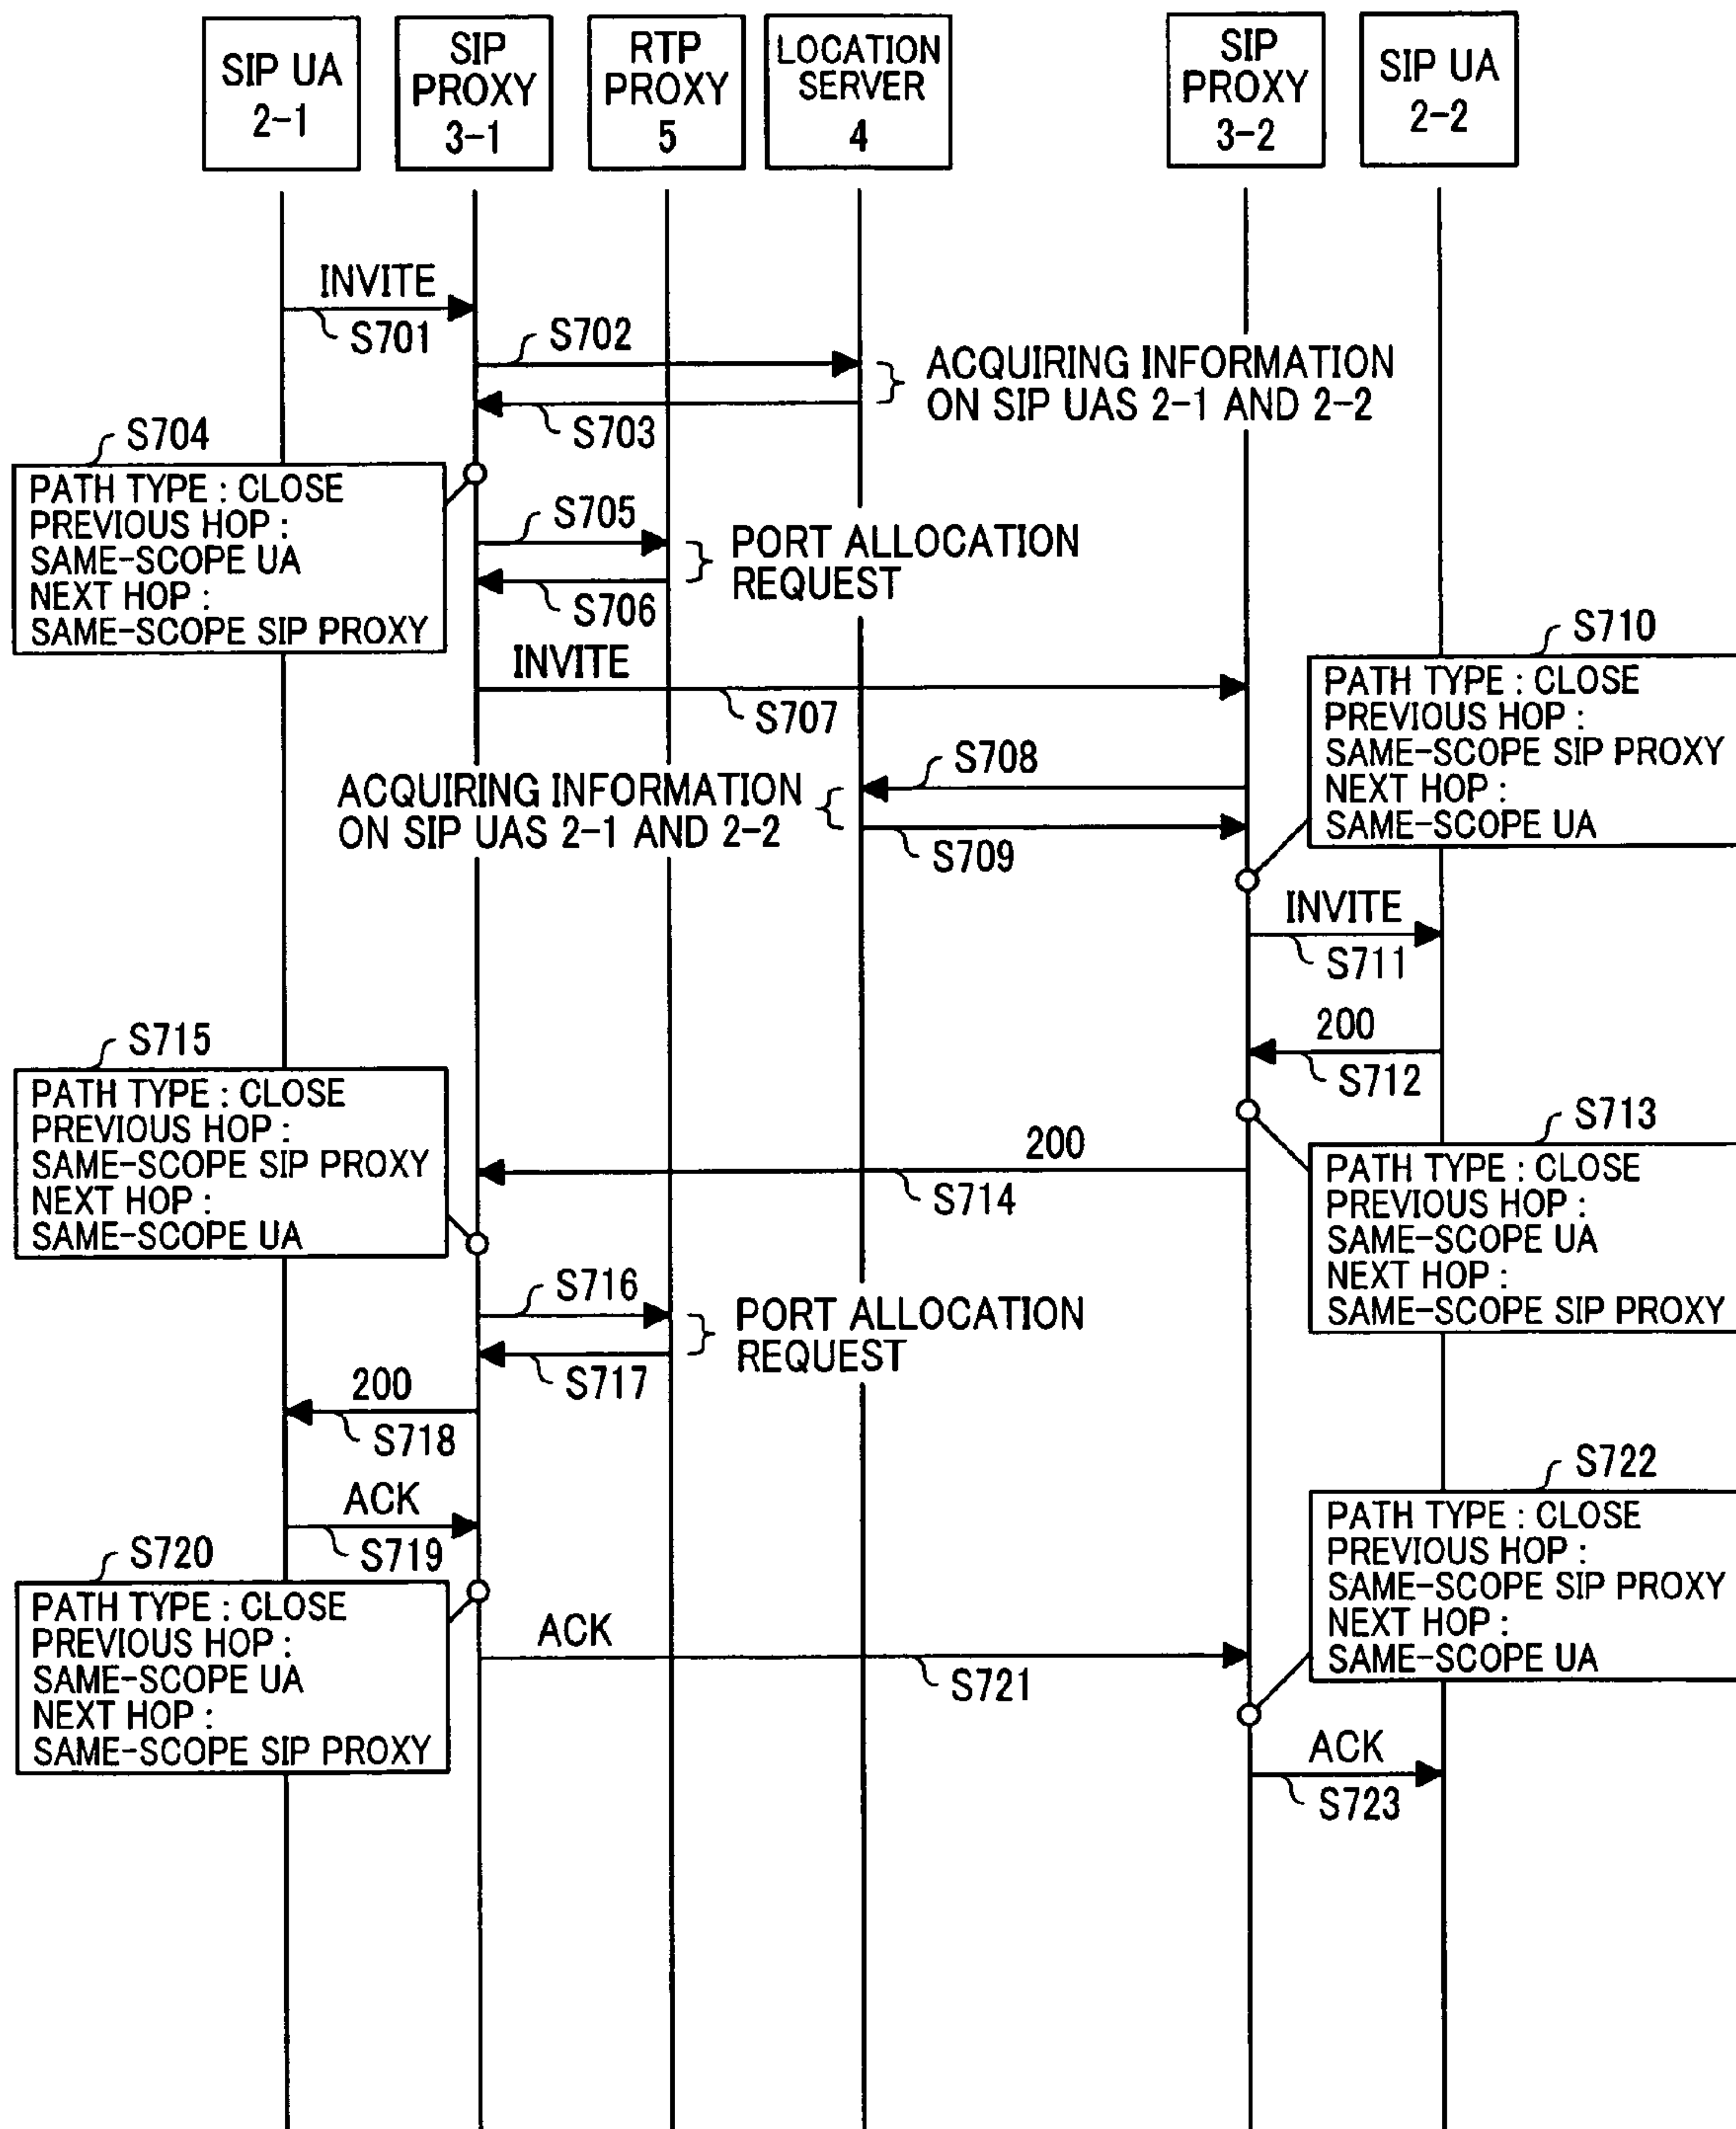 SIP UA
2-1
SIP
PROXY
3-1
RTP
PROXY
5
LOCATION
SERVER
4
SIP
PROXY
3-2
SIP UA
2-2
INVITE
S701
S702
ACQUIRING INFORMATION
ON SIP UAS 2-1 AND 2-2
S703
S704
PATH TYPE : CLOSE
PREVIOUS HOP :
SAME-SCOPE UA
NEXT HOP :
SAME-SCOPE SIP PROXY
S705
PORT ALLOCATION
REQUEST
S706
INVITE
S707
S710
PATH TYPE : CLOSE
PREVIOUS HOP :
SAME-SCOPE SIP PROXY
NEXT HOP :
SAME-SCOPE UA
S708
ACQUIRING INFORMATION
ON SIP UAS 2-1 AND 2-2
S709
INVITE
S711
200
S712
S715
PATH TYPE : CLOSE
PREVIOUS HOP :
SAME-SCOPE SIP PROXY
NEXT HOP :
SAME-SCOPE UA
S713
PATH TYPE : CLOSE
PREVIOUS HOP :
SAME-SCOPE UA
NEXT HOP :
SAME-SCOPE SIP PROXY
200
S714
S716
PORT ALLOCATION
REQUEST
S717
200
S718
ACK
S719
S722
PATH TYPE : CLOSE
PREVIOUS HOP :
SAME-SCOPE SIP PROXY
NEXT HOP :
SAME-SCOPE UA
S720
PATH TYPE : CLOSE
PREVIOUS HOP :
SAME-SCOPE UA
NEXT HOP :
SAME-SCOPE SIP PROXY
ACK
S721
ACK
S723